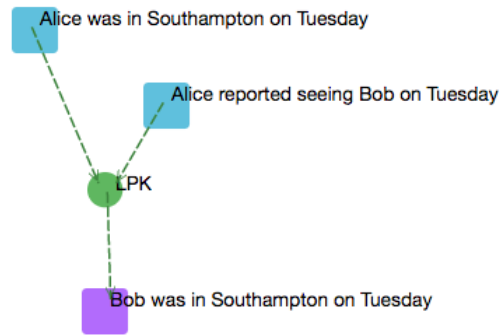 Alice was in Southampton on Tuesday
Alice reported seeing Bob on Tuesday
LPK
Bob was in Southampton on Tuesday